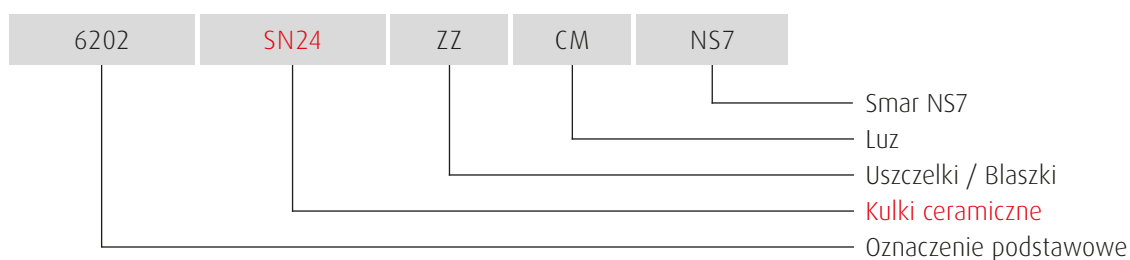 6202 SN24 ZZ CM NS7
Smar NS7
Luz
Uszczelki / Blaszki
Kulki ceramiczne
Oznaczenie podstawowe